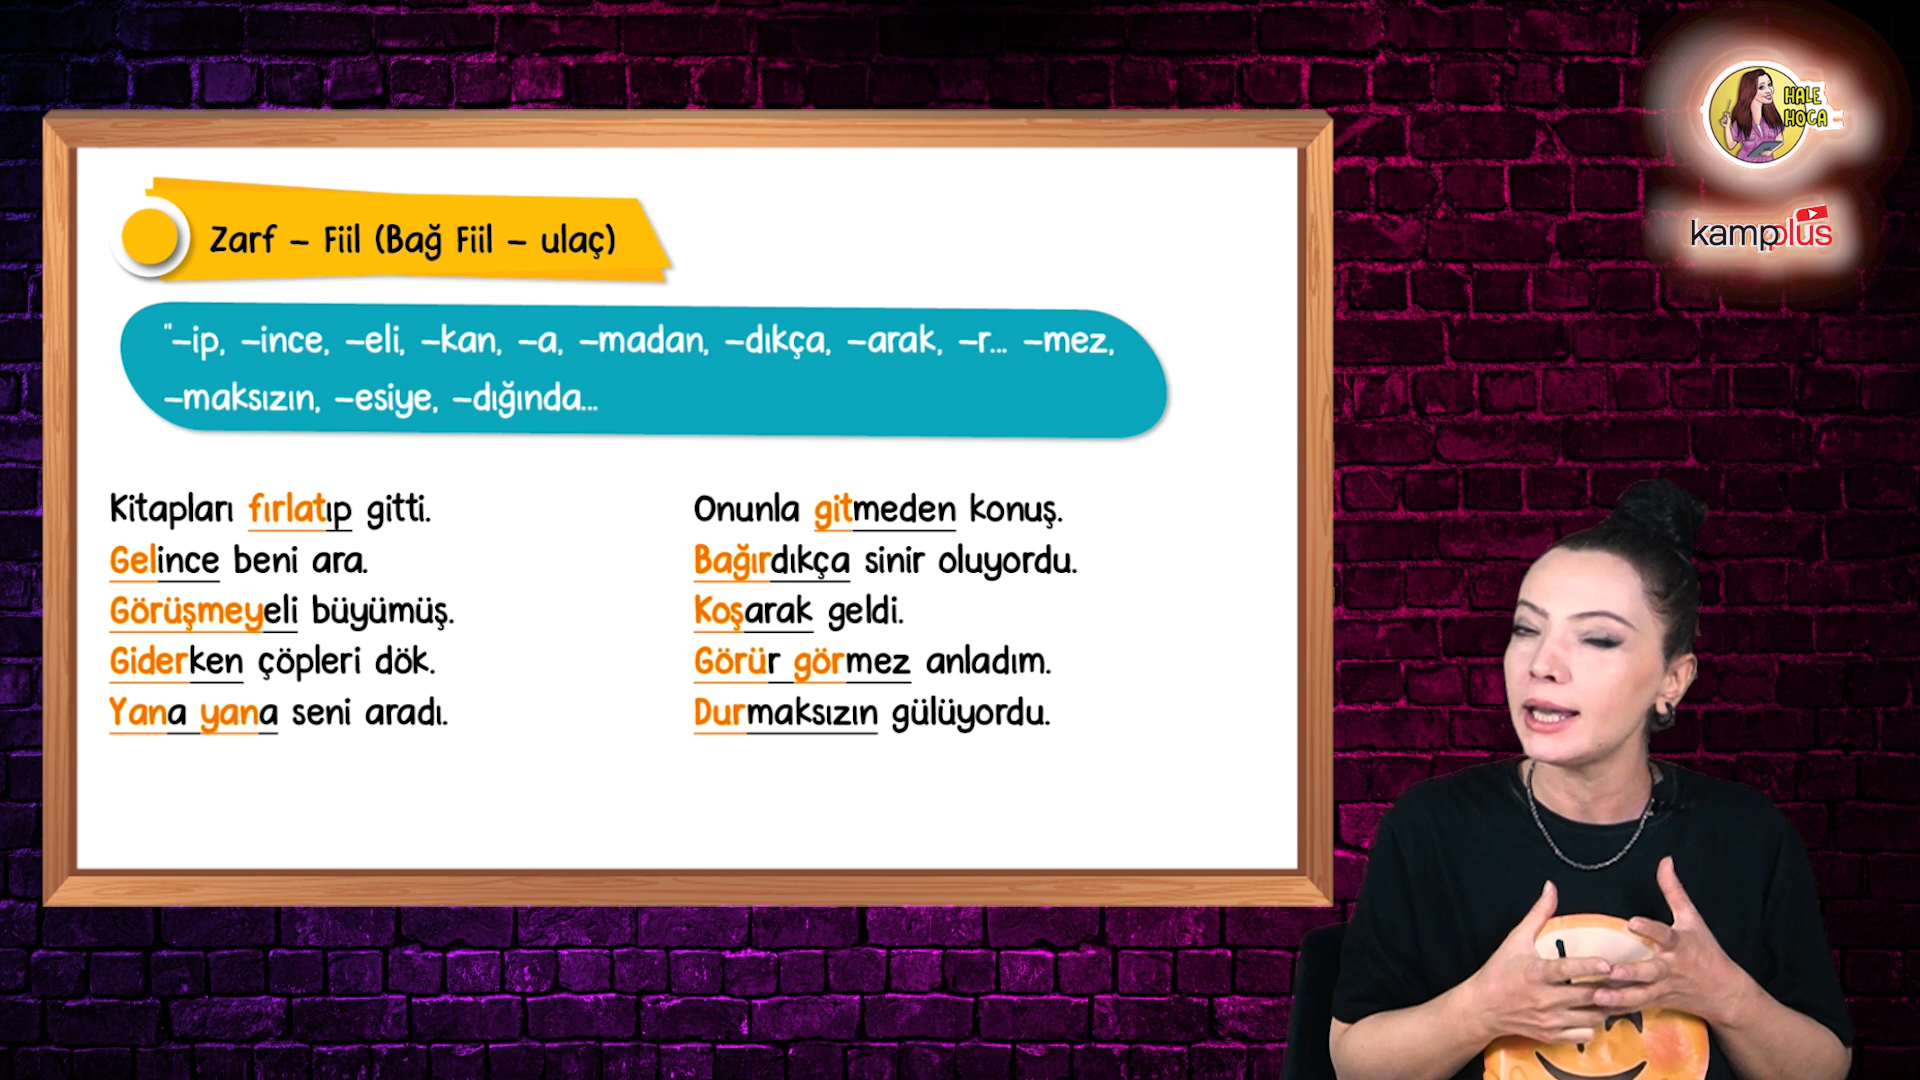 HALE
HOCA
kampplus
Zarf – Fiil (Bağ Fiil – ulaç)
"–ip, –ince, –eli, –kan, –a, –madan, –dıkça, –arak, –r... –mez,
–maksızın, –esiye, –dığında...
Kitapları fırlatıp gitti.
Gelince beni ara.
Görüşmeyeli büyümüş.
Giderken çöpleri dök.
Yana yana seni aradı.
Onunla gitmeden konuş.
Bağırdıkça sinir oluyordu.
Koşarak geldi.
Görür görmez anladım.
Durmaksızın gülüyordu.